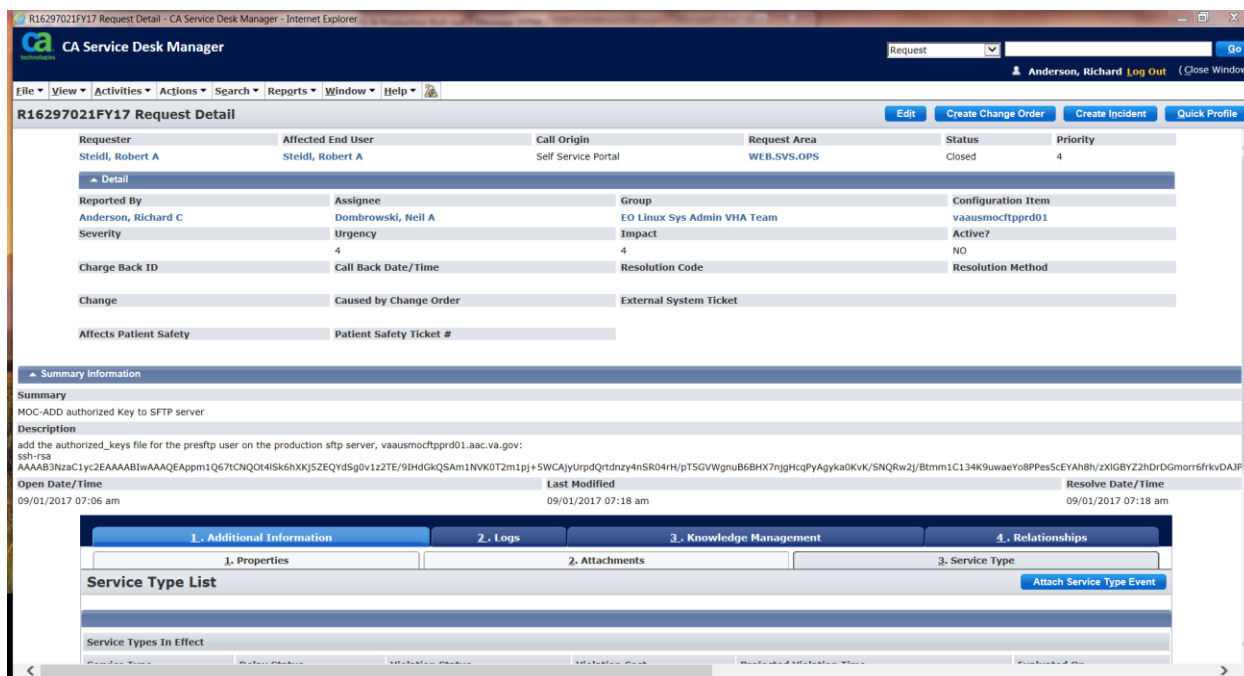 R16297021FY17 Request Detail - CA Service Desk Manager - Internet Explorer
ca technologies CA Service Desk Manager
Request Go
Anderson, Richard Log Out ( Close Window
File View Activities Actions Search Reports Window Help
R16297021FY17 Request Detail Edit Create Change Order Create Incident Quick Profile
Requester Affected End User Call Origin Request Area Status Priority
Steidl, Robert A Steidl, Robert A Self Service Portal WEB.SVS.OPS Closed 4
Detail
Reported By Assignee Group Configuration Item
Anderson, Richard C Dombrowski, Neil A EO Linux Sys Admin VHA Team vaausmocftpprd01
Severity Urgency Impact Active?
4 4 NO
Charge Back ID Call Back Date/Time Resolution Code Resolution Method
Change Caused by Change Order External System Ticket
Affects Patient Safety Patient Safety Ticket #
Summary Information
Summary
MOC-ADD authorized Key to SFTP server
Description
add the authorized_keys file for the presftp user on the production sftp server, vaausmocftpprd01.aac.va.gov:
ssh-rsa
Open Date/Time Last Modified Resolve Date/Time
09/01/2017 07:06 am 09/01/2017 07:18 am 09/01/2017 07:18 am
1. Additional Information 2. Logs 3. Knowledge Management 4. Relationships
1. Properties 2. Attachments 3. Service Type
Service Type List Attach Service Type Event
Service Types In Effect